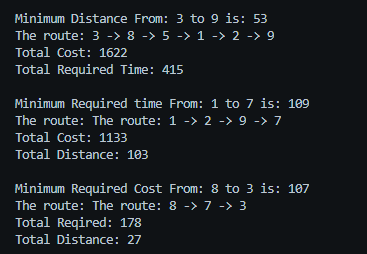 Minimum Distance From: 3 to 9 is: 53
The route: 3 -> 8 -> 5 -> 1 -> 2 -> 9
Total Cost: 1622
Total Required Time: 415

Minimum Required time From: 1 to 7 is: 109
The route: The route: 1 -> 2 -> 9 -> 7
Total Cost: 1133
Total Distance: 103

Minimum Required Cost From: 8 to 3 is: 107
The route: The route: 8 -> 7 -> 3
Total Reqired: 178
Total Distance: 27